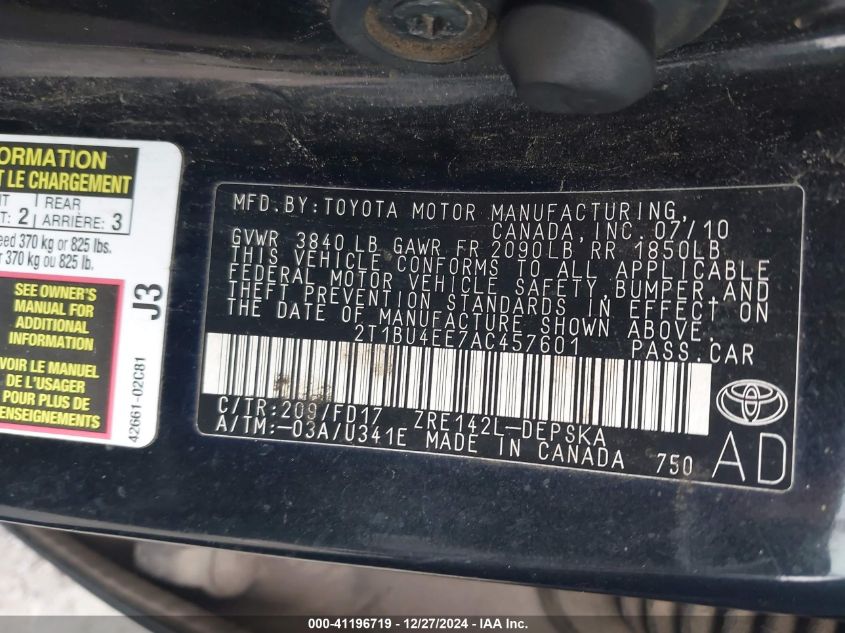 ORMATION
T LE CHARGEMENT
NT REAR
T: 2 ARRIÈRE: 3
eed 370 kg or 825 lbs.
r 370 kg ou 825 lb.
SEE OWNER'S
MANUAL FOR
ADDITIONAL
INFORMATION
VOIR LE MANUEL
DE L'USAGER
POUR PLUS DE
RENSEIGNEMENTS
J3
42661-02C81
MFD.BY:TOYOTA MOTOR MANUFACTURING,
CANADA, INC. 07/10
GVWR 3840 LB GAWR FR 2090LB RR 1850LB
THIS VEHICLE CONFORMS TO ALL APPLICABLE
FEDERAL MOTOR VEHICLE SAFETY, BUMPER, AND
THEFT PREVENTION STANDARDS IN EFFECT ON
THE DATE OF MANUFACTURE SHOWN ABOVE.
2T1BU4EE7AC457601 PASS.CAR
C/TR:209/FD17 ZRE142L-DEPSKA
A/TM:-03A/U341E MADE IN CANADA 750
AD
000-41196719 - 12/27/2024 - IAA Inc.